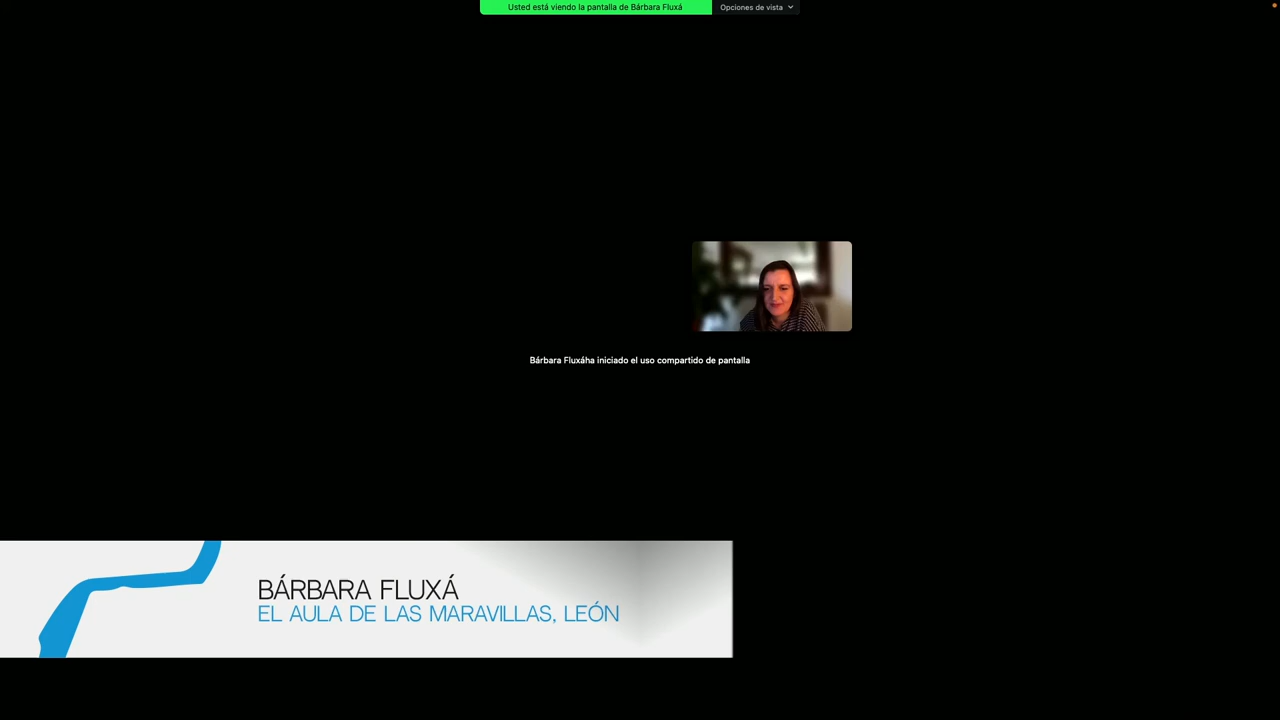 Usted está viendo la pantalla de Bárbara Fluxá
Opciones de vista
Bárbara Fluxáha iniciado el uso compartido de pantalla
BÁRBARA FLUXÁ
EL AULA DE LAS MARAVILLAS, LEÓN